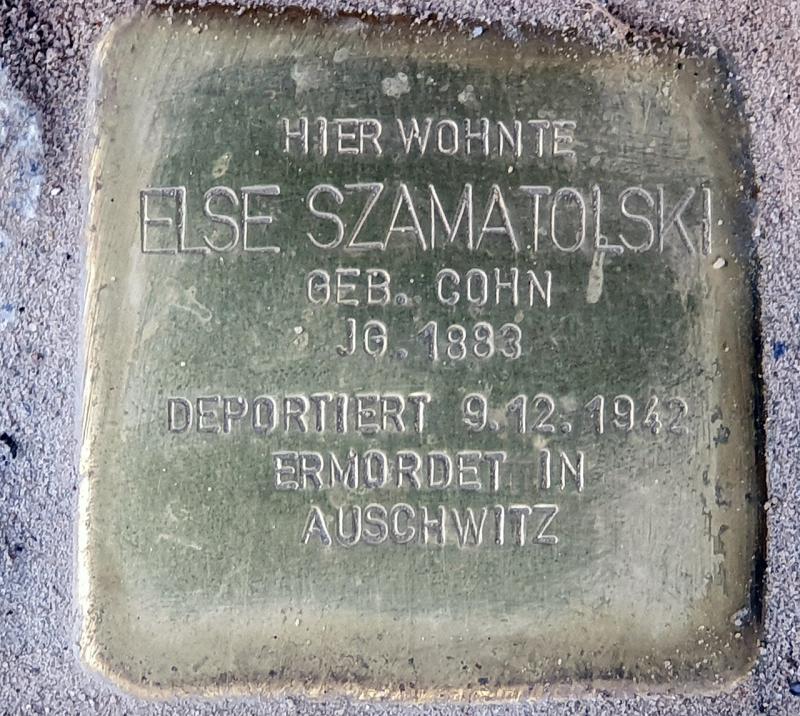 HIER WOHNTE
ELSE SZAMATOLSKI
GEB. COHN
JG. 1883
DEPORTIERT 9.12.1942
ERMORDET IN
AUSCHWITZ